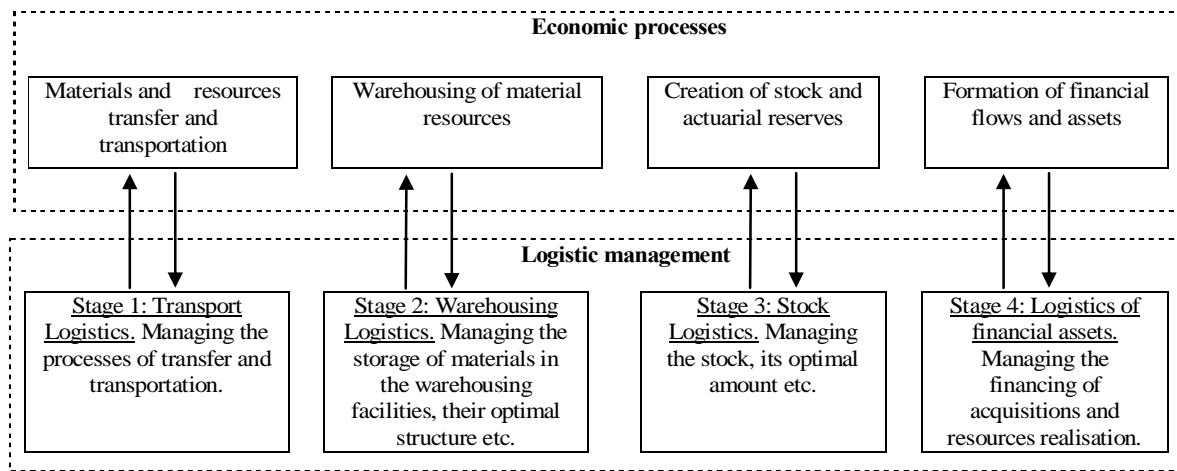 Economic processes
Materials and resources
transfer and
transportation
Warehousing of material
resources
Creation of stock and
actuarial reserves
Formation of financial
flows and assets
Logistic management
Stage 1: Transport
Logistics. Managing the
processes of transfer and
transportation.
Stage 2: Warehousing
Logistics. Managing the
storage of materials in
the warehousing
facilities, their optimal
structure etc.
Stage 3: Stock
Logistics. Managing
the stock, its optimal
amount etc.
Stage 4: Logistics of
financial assets.
Managing the
financing of
acquisitions and
resources realisation.